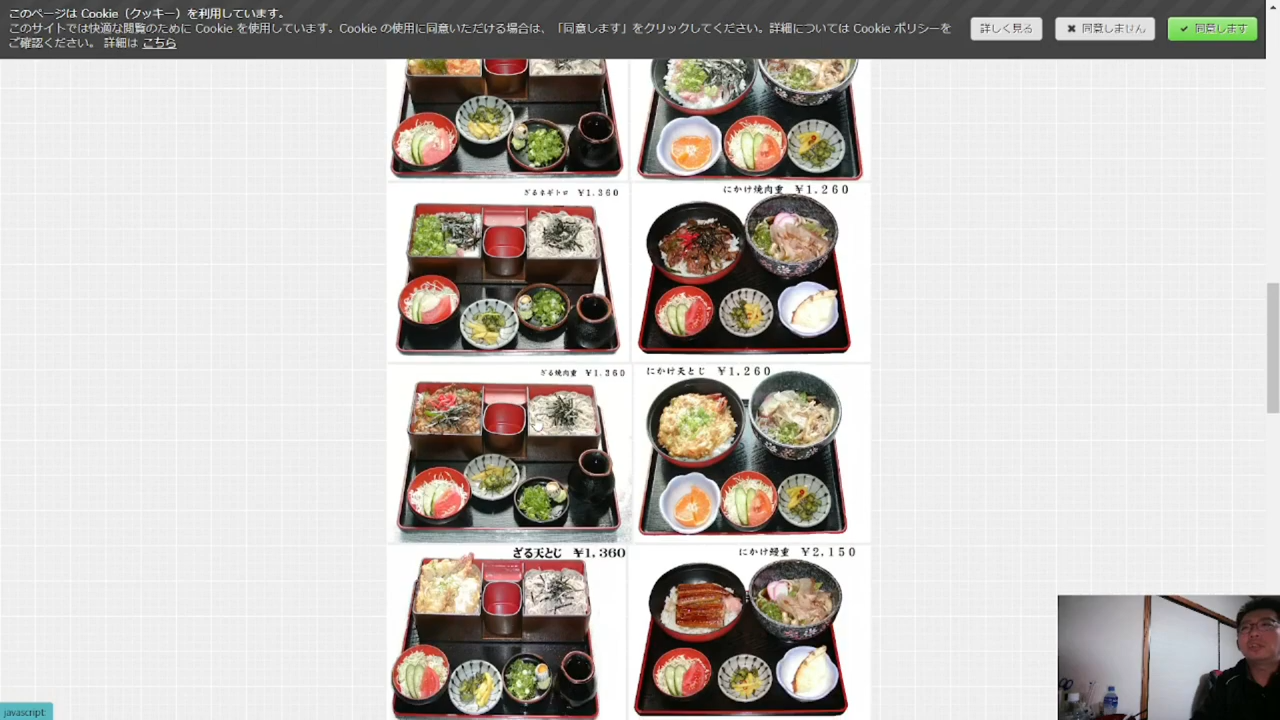 このページは Cookie（クッキー）を利用しています。
このサイトでは快適な閲覧のために Cookie を使用しています。Cookie の使用に同意いただける場合は、「同意します」をクリックしてください。詳細については Cookie ポリシーを
ご確認ください。 詳細は こちら
詳しく見る
✖ 同意しません
✔ 同意します
ざるネギトロ ￥1,360
にかけ焼肉重 ￥1,260
ざる焼肉重 ￥1,360
にかけ天とじ ￥1,260
ざる天とじ ￥1,360
にかけ鰻重 ￥2,150
javascript: